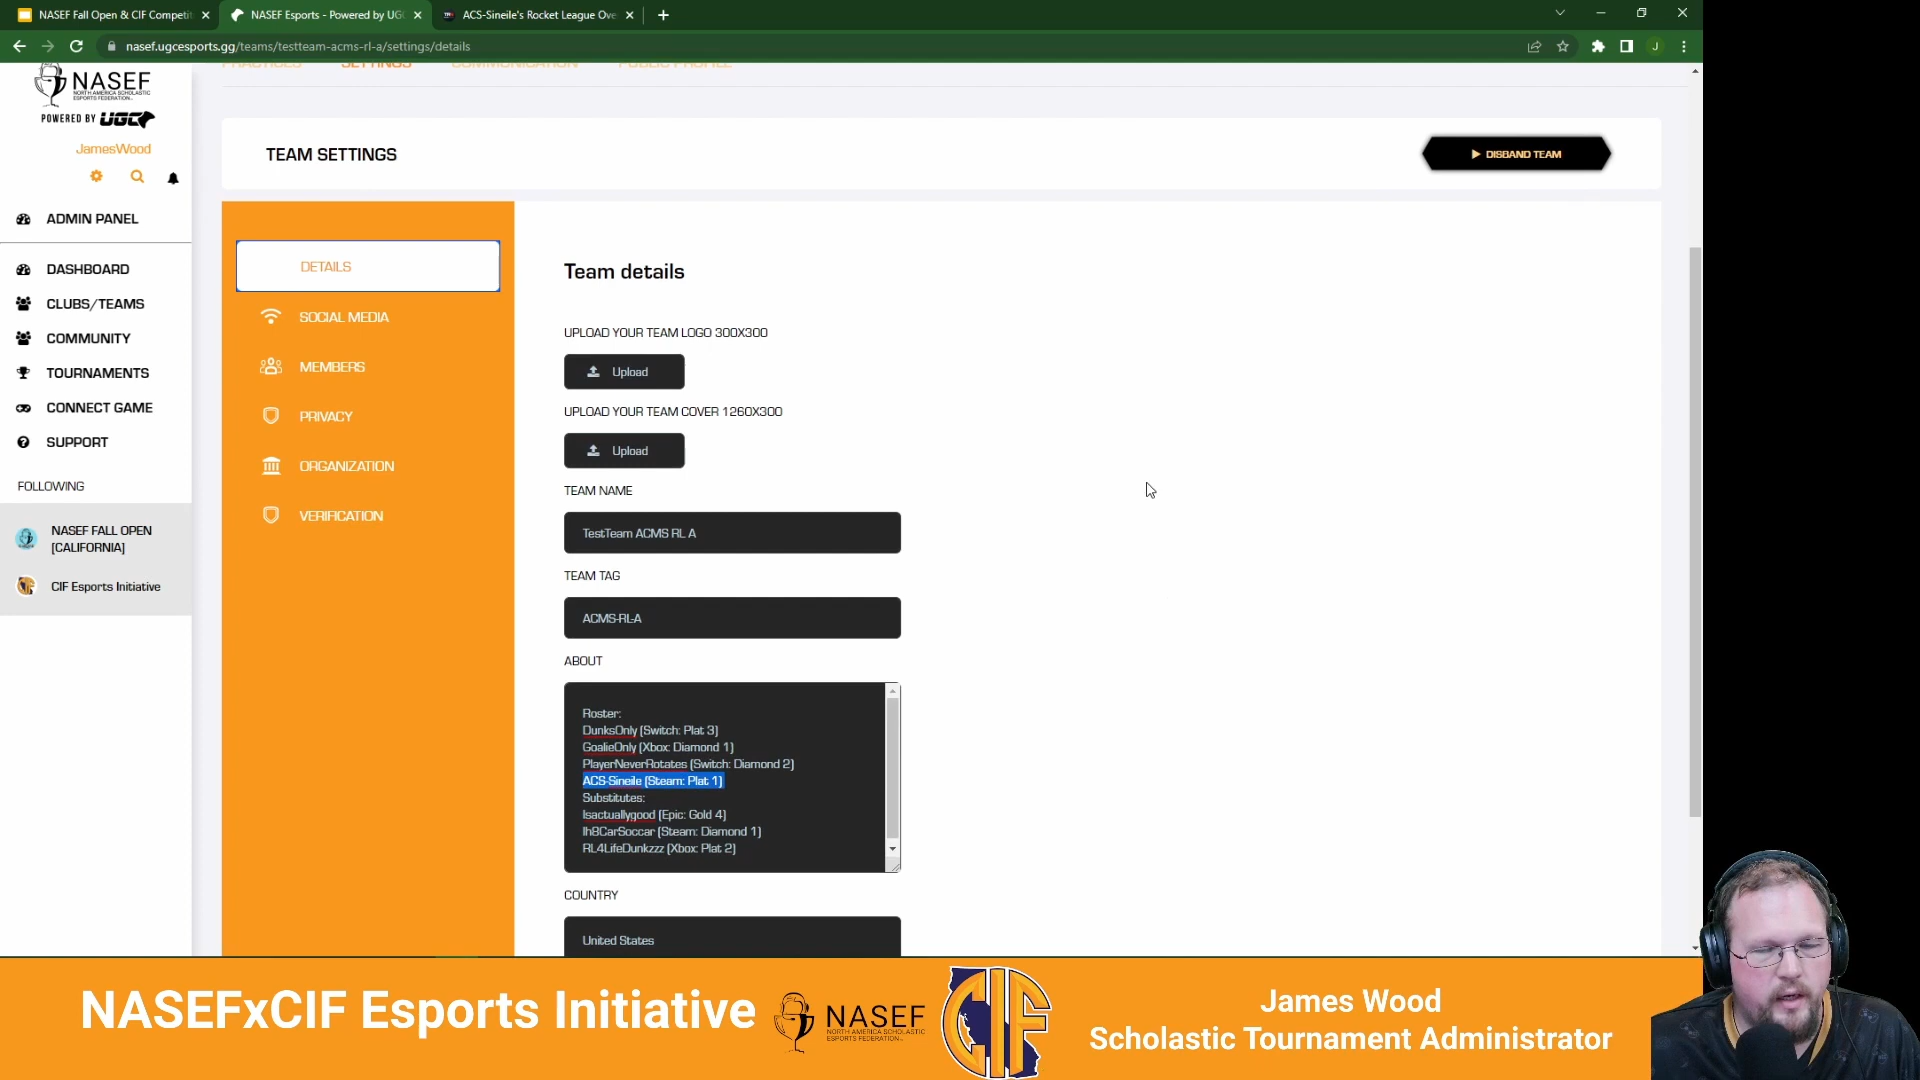 NASEF Fall Open & CIF Competit
NASEF Esports - Powered by UGC
ACS-Sineile's Rocket League Ove
nasef.ugcesports.gg/teams/testteam-acms-rl-a/settings/details
J
PRACTICES SETTINGS COMMUNICATION PUBLIC PROFILE
NASEF
NORTH AMERICA SCHOLASTIC
ESPORTS FEDERATION
POWERED BY UGC
JamesWood
ADMIN PANEL
DASHBOARD
CLUBS/TEAMS
COMMUNITY
TOURNAMENTS
CONNECT GAME
SUPPORT
FOLLOWING
NASEF FALL OPEN
[CALIFORNIA]
CIF Esports Initiative
TEAM SETTINGS
DISBAND TEAM
DETAILS
SOCIAL MEDIA
MEMBERS
PRIVACY
ORGANIZATION
VERIFICATION
Team details
UPLOAD YOUR TEAM LOGO 300X300
Upload
UPLOAD YOUR TEAM COVER 1260X300
Upload
TEAM NAME
TestTeam ACMS RL A
TEAM TAG
ACMS-RL-A
ABOUT
Roster:
DunksOnly (Switch: Plat 3)
GoalieOnly (Xbox: Diamond 1)
PlayerNeverRotates (Switch: Diamond 2)
ACS-Sineile (Steam: Plat 1)
Substitutes:
Isactuallygood (Epic: Gold 4)
Ih8CarSoccar (Steam: Diamond 1)
RL4LifeDunkzzz (Xbox: Plat 2)
COUNTRY
United States
NASEFxCIF Esports Initiative
NASEF
NORTH AMERICA SCHOLASTIC
ESPORTS FEDERATION
CIF
James Wood
Scholastic Tournament Administrator